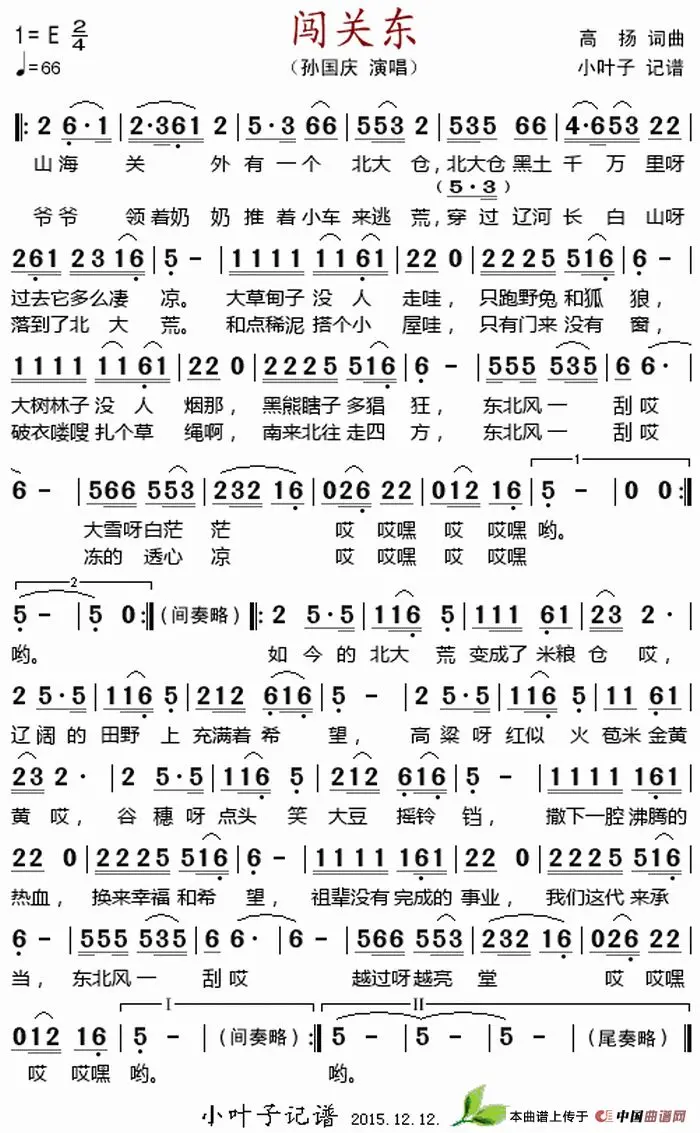 闯关东
1= E 2/4
♩=66
（孙国庆 演唱）
高 扬 词曲
小叶子 记谱
‖: 2 6·1 | 2·361 2 | 5·3 66 | 553 2 | 535 66 | 4·653 22 |
山 海 关 外 有 一 个 北大 仓, 北大仓 黑土 千 万 里呀
（5·3）
爷爷 领着奶 奶 推 着 小车 来逃 荒, 穿 过 辽河 长 白 山呀
261 23 16 | 5 - | 1111 1161 | 22 0 | 2225 516 | 6 - |
过去它多么凄 凉。 大草甸子 没 人 走哇， 只跑野兔 和狐 狼，
落到了北 大 荒。 和点稀泥 搭个小 屋哇， 只有门来 没有 窗，
1111 1161 | 22 0 | 2225 516 | 6 - | 555 535 | 6 6· |
大树林子 没 人 烟那， 黑熊瞎子 多猖 狂， 东北风一 刮哎
破衣喽嗖 扎个草 绳啊， 南来北往 走四 方， 东北风一 刮哎
6 - | 566 553 | 232 16 | 026 22 | 012 16 | 1 5 - | 0 0 :‖
大雪呀白茫 茫 哎 哎嘿 哎 哎嘿 哟。
冻的 透心 凉 哎 哎嘿 哎 哎嘿
2 5 - | 5 0 :‖ (间奏略) ‖: 2 5·5 | 116 5 | 111 61 | 23 2· |
哟。 如 今 的 北大 荒 变成了 米粮 仓 哎，
2 5·5 | 116 5 | 212 616 | 5 - | 2 5·5 | 116 5 | 11 61 |
辽 阔 的 田野 上 充满着 希 望， 高 粱 呀 红似 火 苞米 金黄
23 2· | 2 5·5 | 116 5 | 212 616 | 5 - | 1111 161 |
黄 哎， 谷 穗 呀 点头 笑 大豆 摇铃 铛， 撒下一腔 沸腾的
22 0 | 2225 516 | 6 - | 1111 161 | 22 0 | 2225 516 |
热血， 换来幸福 和希 望， 祖辈没有 完成的 事业， 我们这代 来承
6 - | 555 535 | 6 6· | 6 - | 566 553 | 232 16 | 026 22 |
当， 东北风一 刮哎 越过呀越亮 堂 哎 哎嘿
012 16 | I 5 - | (间奏略) :‖ II 5 - | 5 - | 5 - | (尾奏略) ‖
哎 哎嘿 哟。 哟。
小叶子记谱 2015.12.12.
本曲谱上传于 中国曲谱网